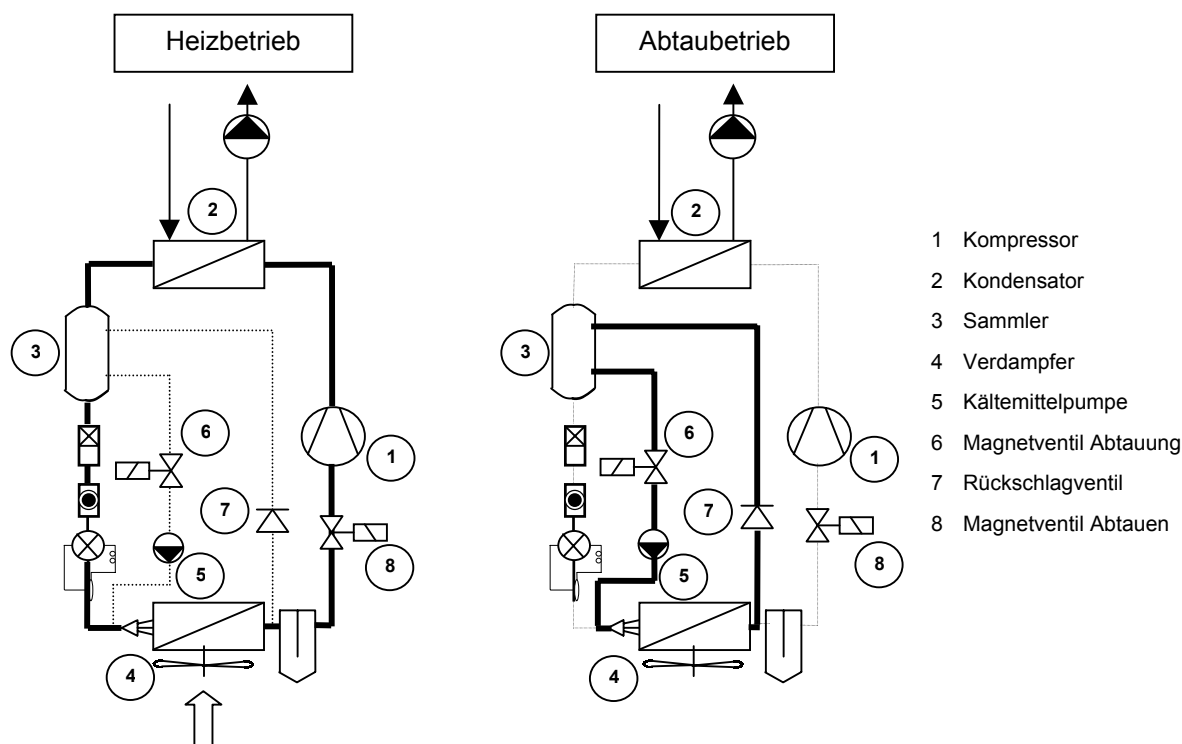 Heizbetrieb
Abtaubetrieb
2
3
6
1
7
8
5
4
2
3
6
1
7
8
5
4
1 Kompressor
2 Kondensator
3 Sammler
4 Verdampfer
5 Kältemittelpumpe
6 Magnetventil Abtauung
7 Rückschlagventil
8 Magnetventil Abtauen